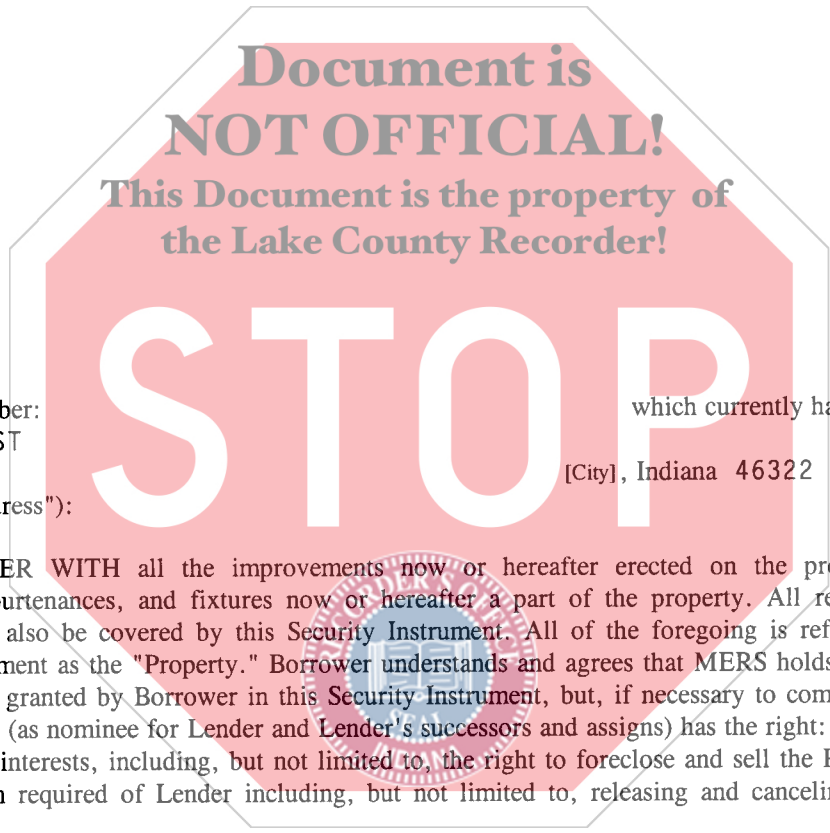 Document is
NOT OFFICIAL!
This Document is the property of
the Lake County Recorder!
STOP
ber: which currently ha
ST
[City], Indiana 46322
ress"):
ER WITH all the improvements now or hereafter erected on the pr
urtenances, and fixtures now or hereafter a part of the property. All re
also be covered by this Security Instrument. All of the foregoing is ref
ment as the "Property." Borrower understands and agrees that MERS holds
granted by Borrower in this Security Instrument, but, if necessary to com
(as nominee for Lender and Lender's successors and assigns) has the right:
interests, including, but not limited to, the right to foreclose and sell the
required of Lender including, but not limited to, releasing and cancelin
RECORDER'S OFFICE
SEAL
INDIANA